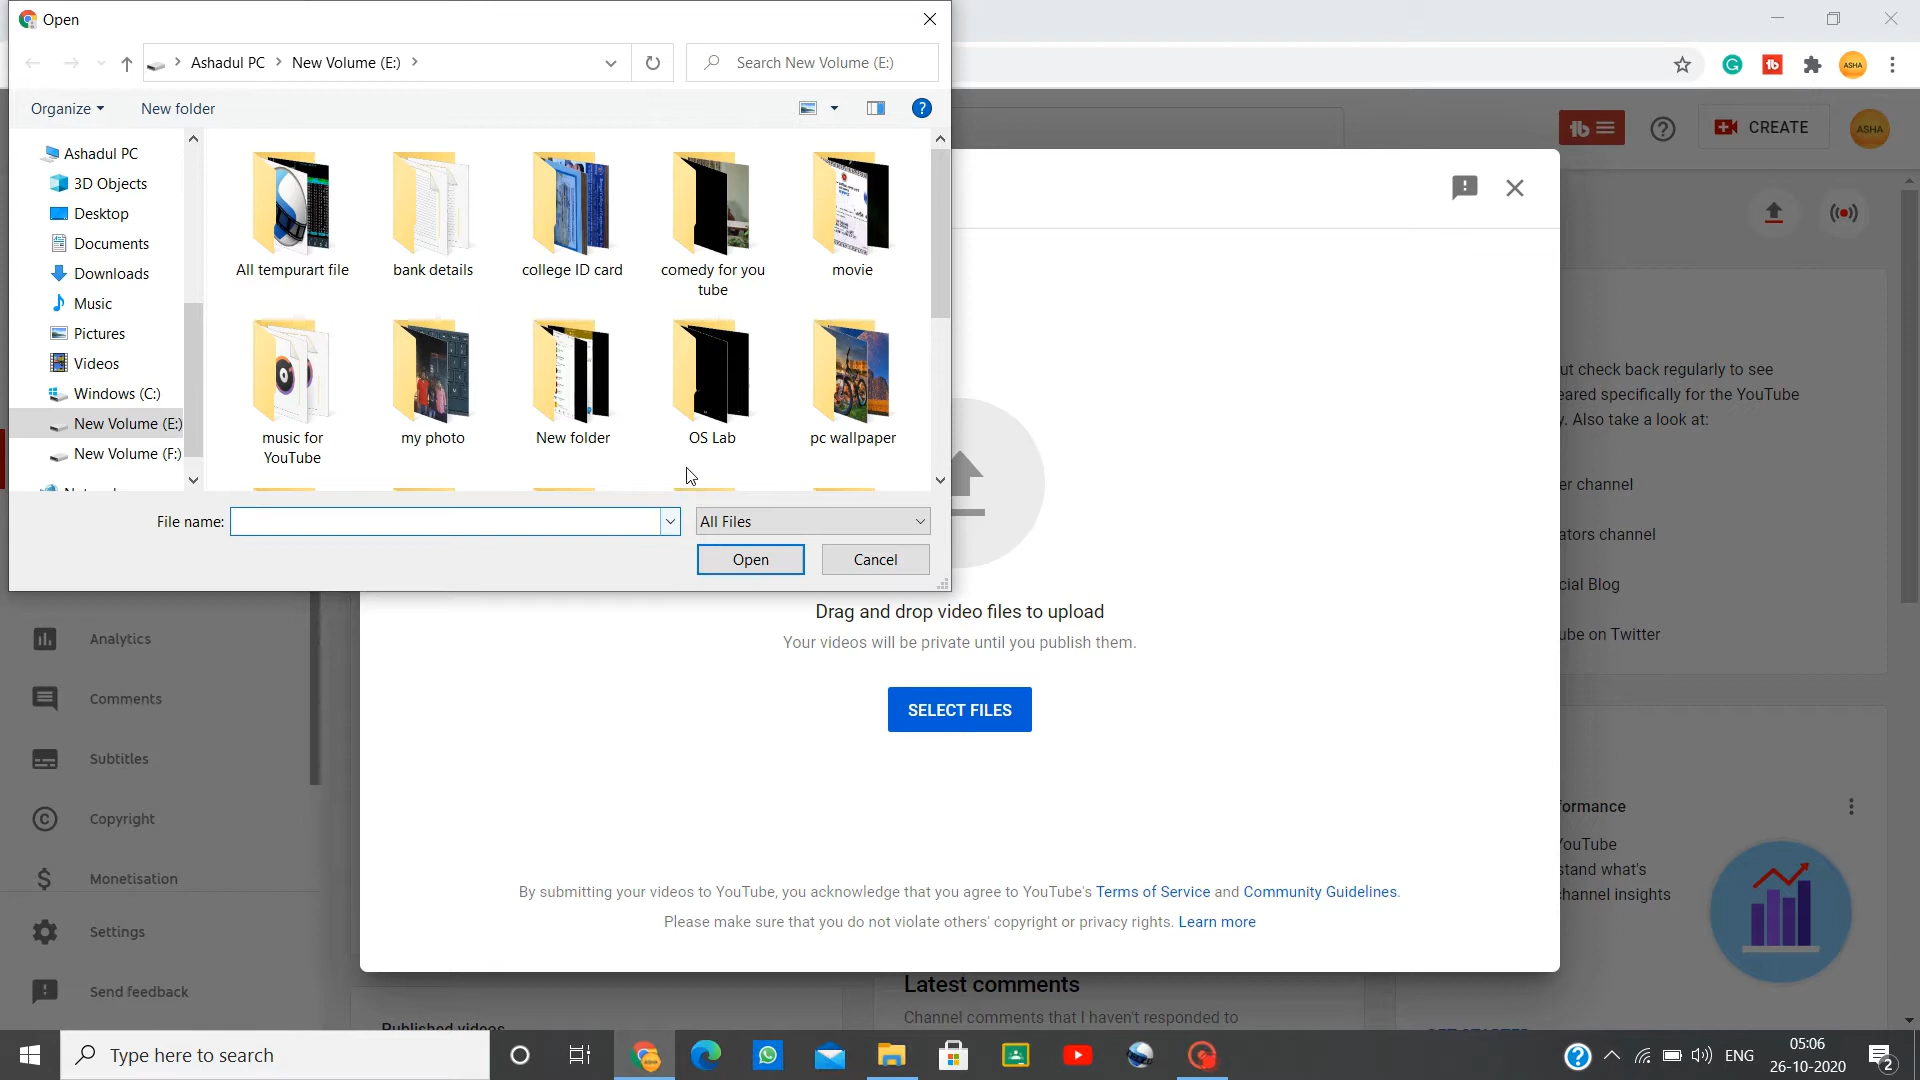 Open
Ashadul PC > New Volume (E:) >
Search New Volume (E:)
Organize
New folder
Ashadul PC
3D Objects
Desktop
Documents
Downloads
Music
Pictures
Videos
Windows (C:)
New Volume (E:)
New Volume (F:)
All tempurart file
bank details
college ID card
comedy for you
tube
movie
music for
YouTube
my photo
New folder
OS Lab
pc wallpaper
File name:
All Files
Open
Cancel
ASHA
CREATE
ASHA
ut check back regularly to see
eared specifically for the YouTube
. Also take a look at:
er channel
ators channel
cial Blog
ube on Twitter
Drag and drop video files to upload
Your videos will be private until you publish them.
SELECT FILES
By submitting your videos to YouTube, you acknowledge that you agree to YouTube's Terms of Service and Community Guidelines.
Please make sure that you do not violate others' copyright or privacy rights. Learn more
Analytics
Comments
Subtitles
Copyright
Monetisation
Settings
Send feedback
ormance
YouTube
stand what's
hannel insights
Published videos
Latest comments
Channel comments that I haven't responded to
Type here to search
ENG
05:06
26-10-2020
2